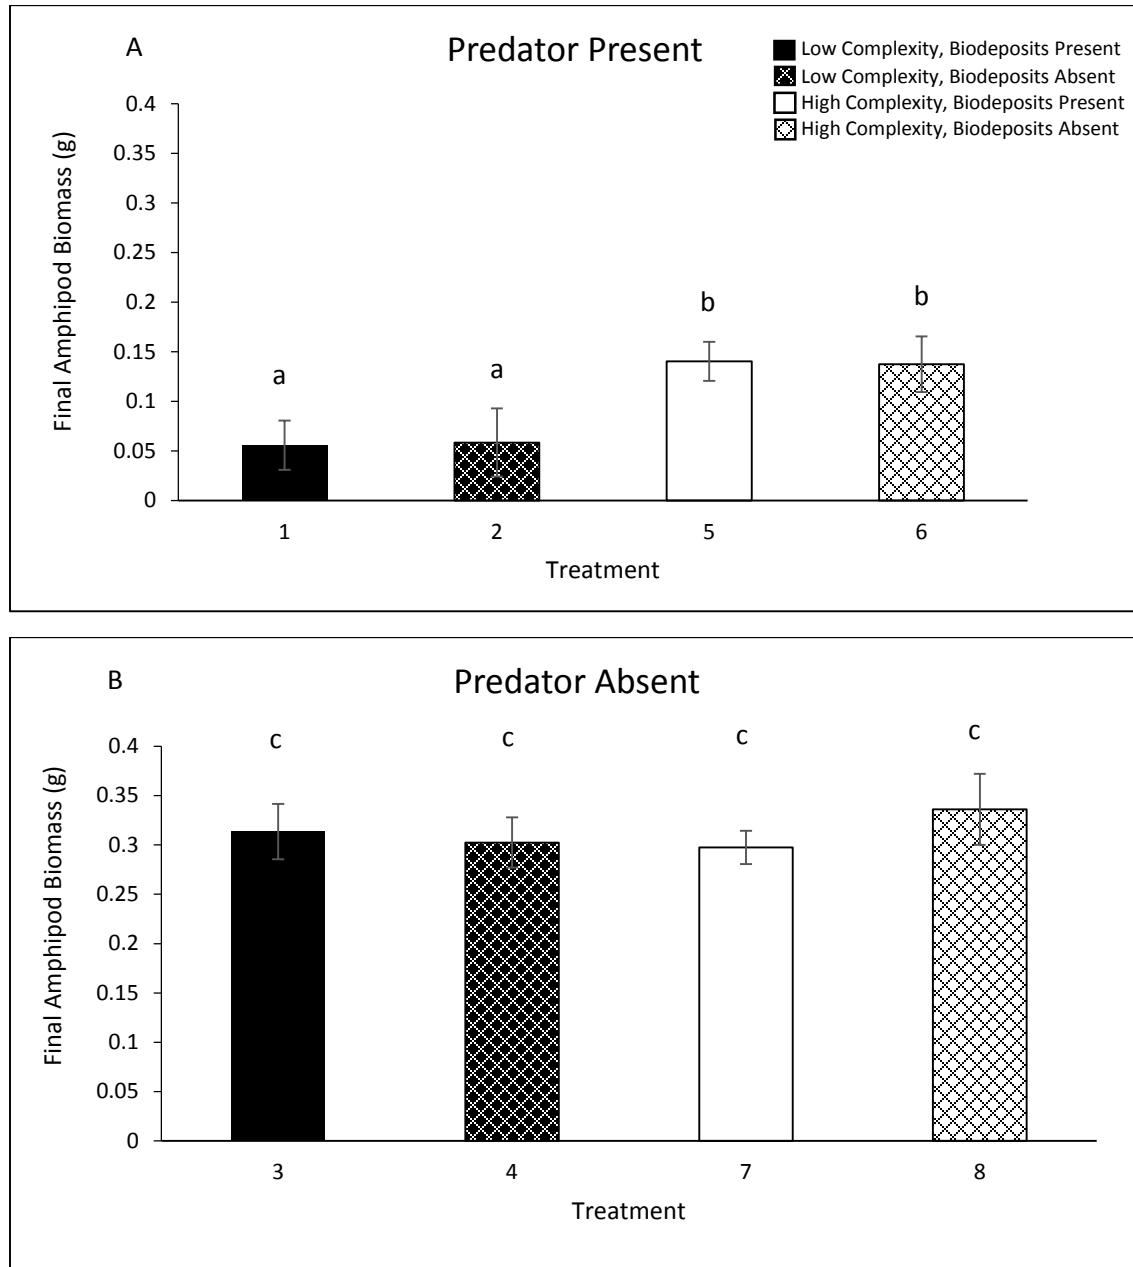 A
Predator Present
Low Complexity, Biodeposits Present
Low Complexity, Biodeposits Absent
High Complexity, Biodeposits Present
High Complexity, Biodeposits Absent
Final Amphipod Biomass (g)
0.4
0.35
0.3
0.25
0.2
0.15
0.1
0.05
0
a
a
b
b
1
2
5
6
Treatment
B
Predator Absent
Final Amphipod Biomass (g)
0.4
0.35
0.3
0.25
0.2
0.15
0.1
0.05
0
c
c
c
c
3
4
7
8
Treatment